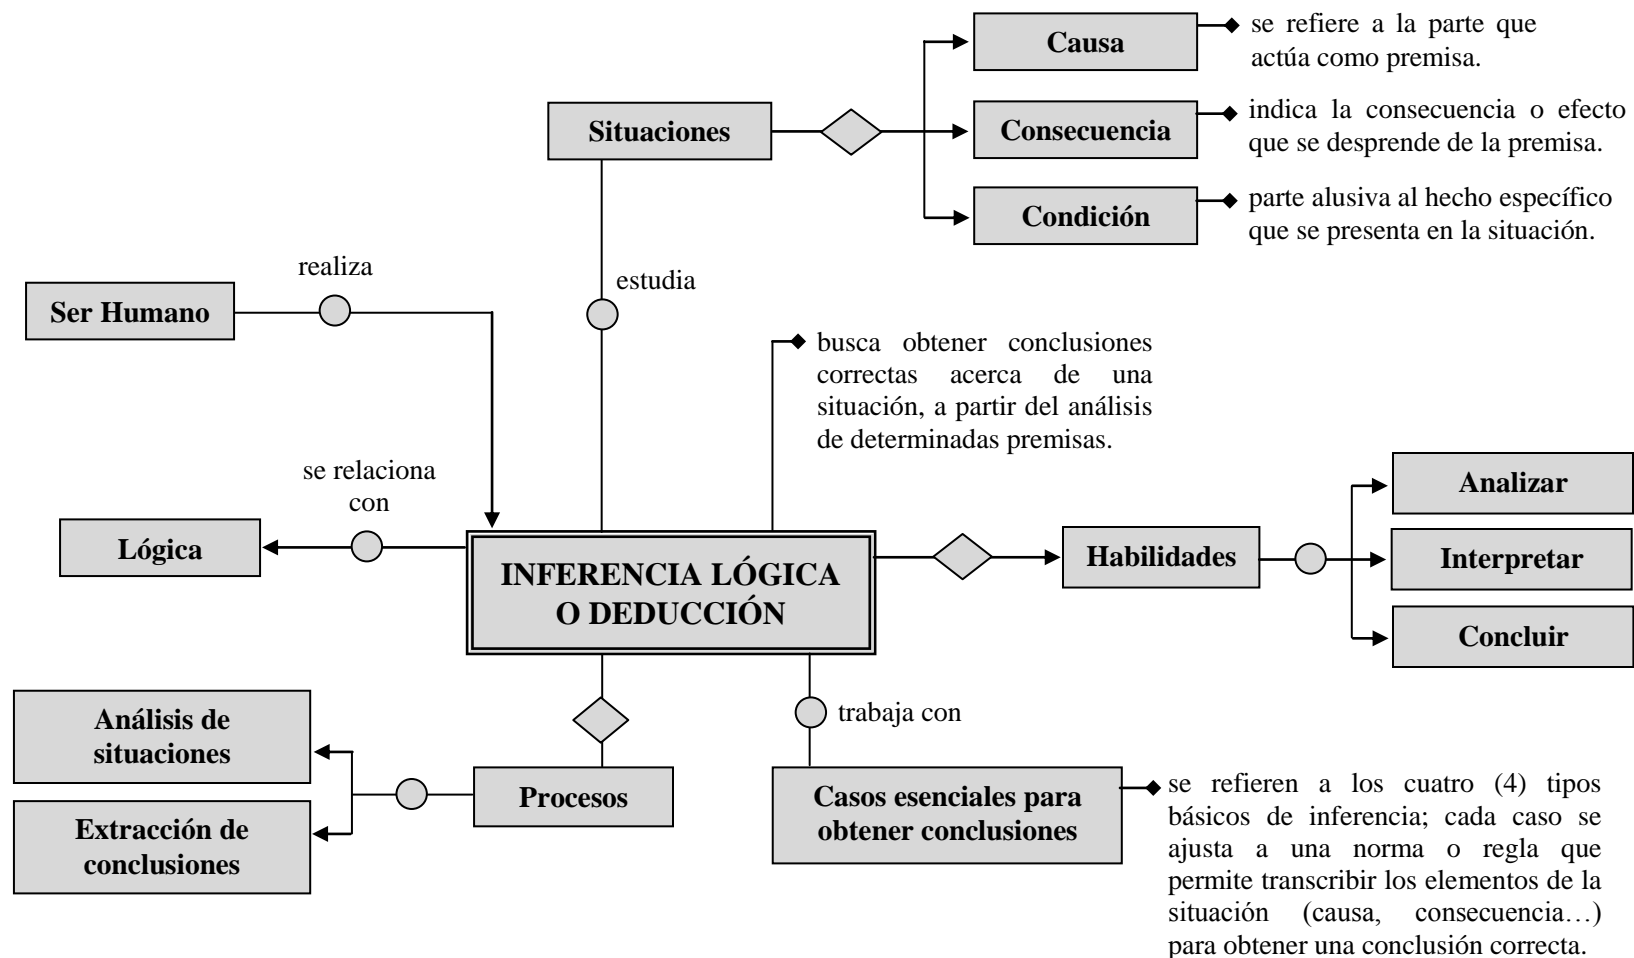 Causa
se refiere a la parte que
actúa como premisa.
Situaciones
Consecuencia
indica la consecuencia o efecto
que se desprende de la premisa.
Condición
parte alusiva al hecho específico
que se presenta en la situación.
realiza
Ser Humano
estudia
busca obtener conclusiones
correctas acerca de una
situación, a partir del análisis
de determinadas premisas.
se relaciona
con
Lógica
INFERENCIA LÓGICA
O DEDUCCIÓN
Habilidades
Analizar
Interpretar
Concluir
Análisis de
situaciones
Extracción de
conclusiones
Procesos
trabaja con
Casos esenciales para
obtener conclusiones
se refieren a los cuatro (4) tipos
básicos de inferencia; cada caso se
ajusta a una norma o regla que
permite transcribir los elementos de la
situación (causa, consecuencia…)
para obtener una conclusión correcta.